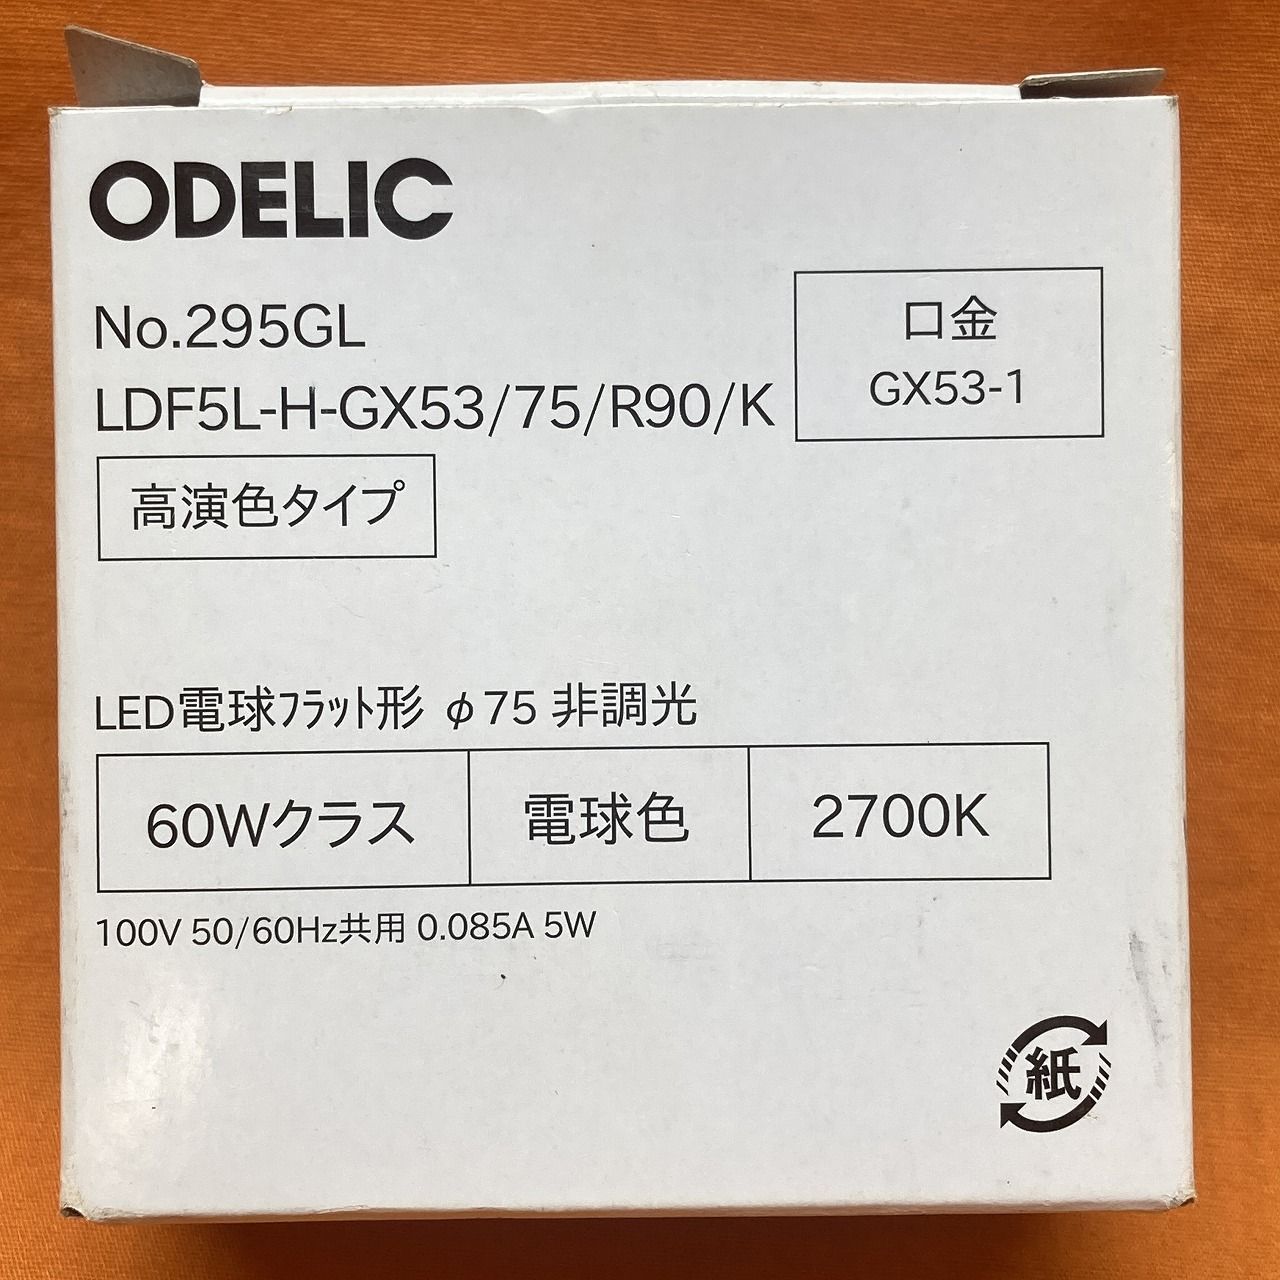 ODELIC
No.295GL
LDF5L-H-GX53/75/R90/K
口金
GX53-1
高演色タイプ
LED電球ﾌﾗｯﾄ形 φ75 非調光
60Wクラス 電球色 2700K
100V 50/60Hz共用 0.085A 5W
紙